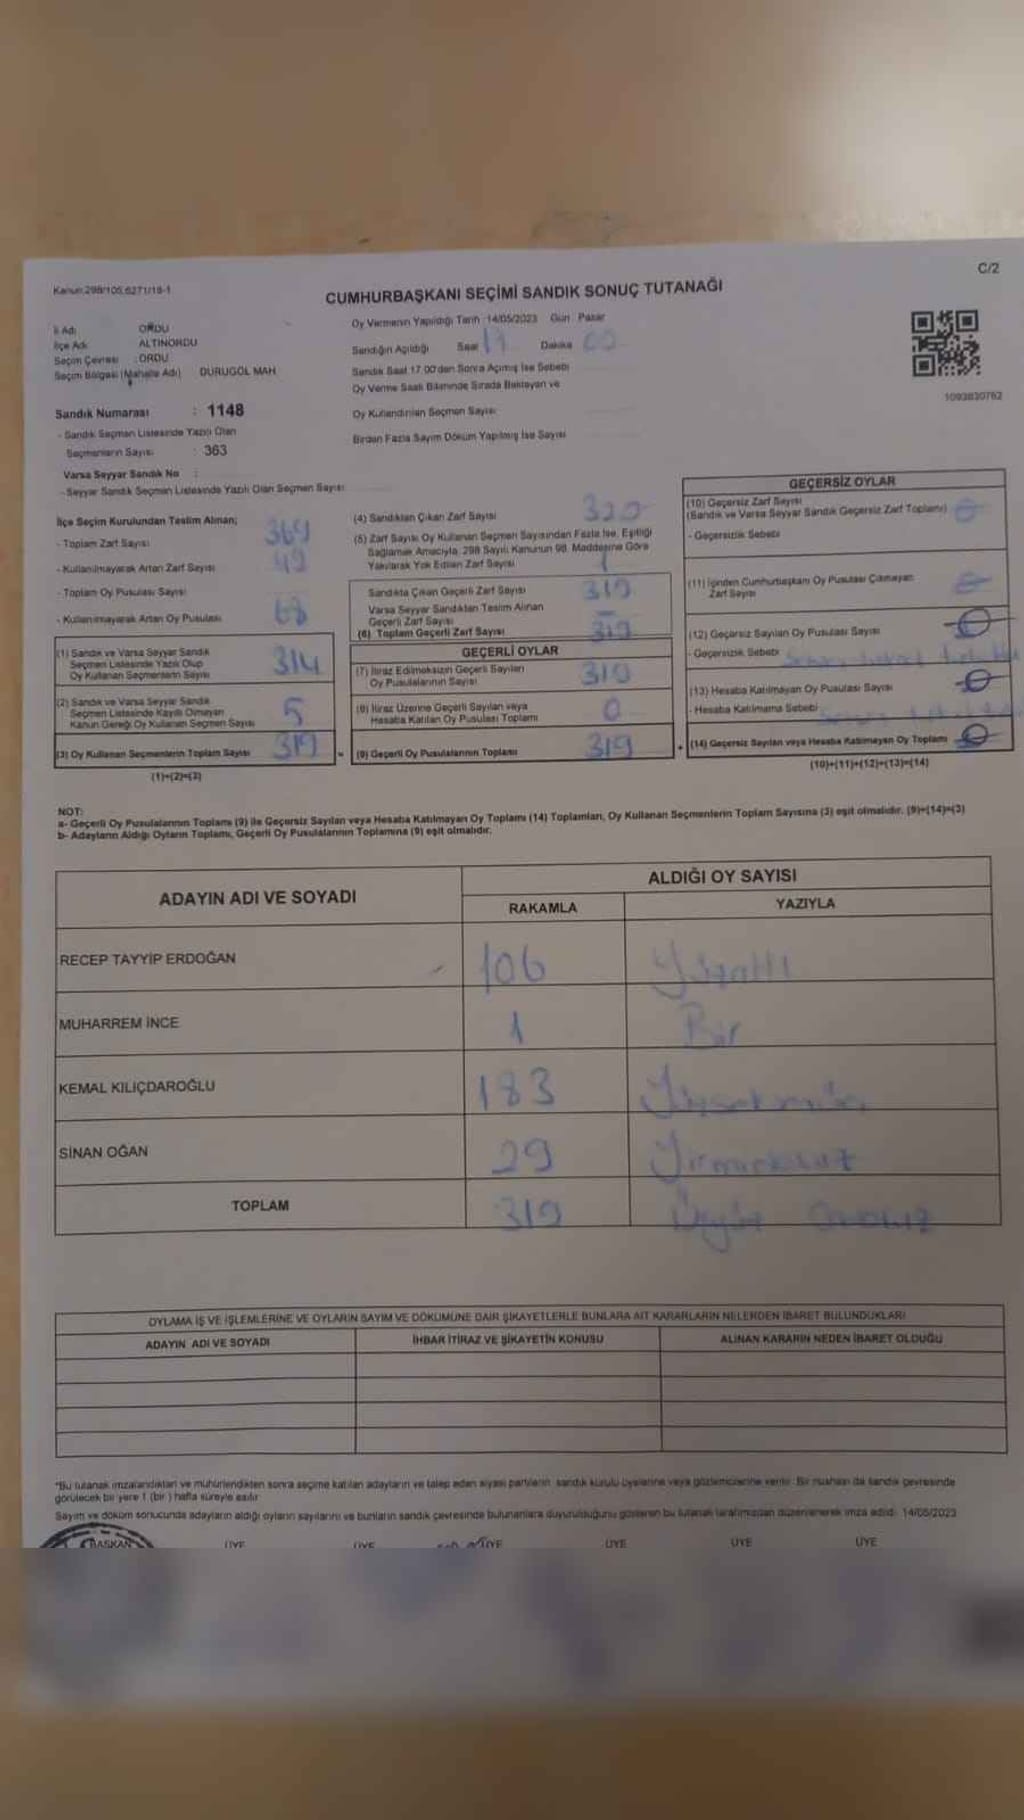 C/2
Kanun:298/105,6271/18-1
CUMHURBAŞKANI SEÇİMİ SANDIK SONUÇ TUTANAĞI
İl Adı : ORDU
İlçe Adı : ALTINORDU
Seçim Çevresi : ORDU
Seçim Bölgesi (Mahalle Adı) DURUGÖL MAH.
Oy Vermenin Yapıldığı Tarih :14/05/2023 Gün : Pazar
Sandığın Açıldığı Saat 17 Dakika 00
Sandık Saat 17.00'den Sonra Açılmış İse Sebebi
Oy Verme Saati Bitiminde Sırada Bekleyen ve
Oy Kullandırılan Seçmen Sayısı
Birden Fazla Sayım Döküm Yapılmış İse Sayısı
1093830762
Sandık Numarası : 1148
- Sandık Seçmen Listesinde Yazılı Olan
Seçmenlerin Sayısı : 363
Varsa Seyyar Sandık No :
- Seyyar Sandık Seçmen Listesinde Yazılı Olan Seçmen Sayısı:
İlçe Seçim Kurulundan Teslim Alınan;
- Toplam Zarf Sayısı 369
- Kullanılmayarak Artan Zarf Sayısı 49
- Toplam Oy Pusulası Sayısı
- Kullanılmayarak Artan Oy Pusulası 68
(1) Sandık ve Varsa Seyyar Sandık
Seçmen Listesinde Yazılı Olup
Oy Kullanan Seçmenlerin Sayısı 314
(2) Sandık ve Varsa Seyyar Sandık
Seçmen Listesinde Kayıtlı Olmayan
Kanun Gereği Oy Kullanan Seçmen Sayısı 5
(3) Oy Kullanan Seçmenlerin Toplam Sayısı 319
(1)+(2)=(3)
(4) Sandıktan Çıkan Zarf Sayısı 320
(5) Zarf Sayısı Oy Kullanan Seçmen Sayısından Fazla İse, Eşitliği
Sağlamak Amacıyla, 298 Sayılı Kanunun 98. Maddesine Göre
Yakılarak Yok Edilen Zarf Sayısı 1
Sandıkta Çıkan Geçerli Zarf Sayısı 319
Varsa Seyyar Sandıktan Teslim Alınan
Geçerli Zarf Sayısı –
(6) Toplam Geçerli Zarf Sayısı 319
GEÇERLİ OYLAR
(7) İtiraz Edilmeksizin Geçerli Sayılan
Oy Pusulalarının Sayısı 319
(8) İtiraz Üzerine Geçerli Sayılan veya
Hesaba Katılan Oy Pusulası Toplamı 0
= (9) Geçerli Oy Pusulalarının Toplamı 319
GEÇERSİZ OYLAR
(10) Geçersiz Zarf Sayısı
(Sandık ve Varsa Seyyar Sandık Geçersiz Zarf Toplamı) 0
- Geçersizlik Sebebi
(11) İçinden Cumhurbaşkanı Oy Pusulası Çıkmayan
Zarf Sayısı 0
(12) Geçersiz Sayılan Oy Pusulası Sayısı 0
- Geçersizlik Sebebi
(13) Hesaba Katılmayan Oy Pusulası Sayısı 0
- Hesaba Katılmama Sebebi
+ (14) Geçersiz Sayılan veya Hesaba Katılmayan Oy Toplamı 0
(10)+(11)+(12)+(13)=(14)
NOT:
a- Geçerli Oy Pusulalarının Toplamı (9) ile Geçersiz Sayılan veya Hesaba Katılmayan Oy Toplamı (14) Toplamları, Oy Kullanan Seçmenlerin Toplam Sayısına (3) eşit olmalıdır. (9)+(14)=(3)
b- Adayların Aldığı Oyların Toplamı, Geçerli Oy Pusulalarının Toplamına (9) eşit olmalıdır.
ADAYIN ADI VE SOYADI ALDIĞI OY SAYISI
RAKAMLA YAZIYLA
RECEP TAYYİP ERDOĞAN 106 Yüzaltı
MUHARREM İNCE 1 Bir
KEMAL KILIÇDAROĞLU 183
SİNAN OĞAN 29 Yirmidokuz
TOPLAM 319 Üçyüz Ondokuz
OYLAMA İŞ VE İŞLEMLERİNE VE OYLARIN SAYIM VE DÖKÜMÜNE DAİR ŞİKAYETLERLE BUNLARA AİT KARARLARIN NELERDEN İBARET BULUNDUKLARI
ADAYIN ADI VE SOYADI İHBAR İTİRAZ VE ŞİKAYETİN KONUSU ALINAN KARARIN NEDEN İBARET OLDUĞU
*Bu tutanak imzalandıktan ve mühürlendikten sonra seçime katılan adayların ve talep eden siyasi partilerin sandık kurulu üyelerine veya gözlemcilerine verilir. Bir nüshası da sandık çevresinde
görülecek bir yere 1 (bir) hafta süreyle asılır.
Sayım ve döküm sonucunda adayların aldığı oyların sayılarını ve bunların sandık çevresinde bulunanlara duyurulduğunu gösteren bu tutanak tarafımızdan düzenlenerek imza edildi. 14/05/2023
BAŞKAN ÜYE ÜYE ÜYE ÜYE ÜYE ÜYE